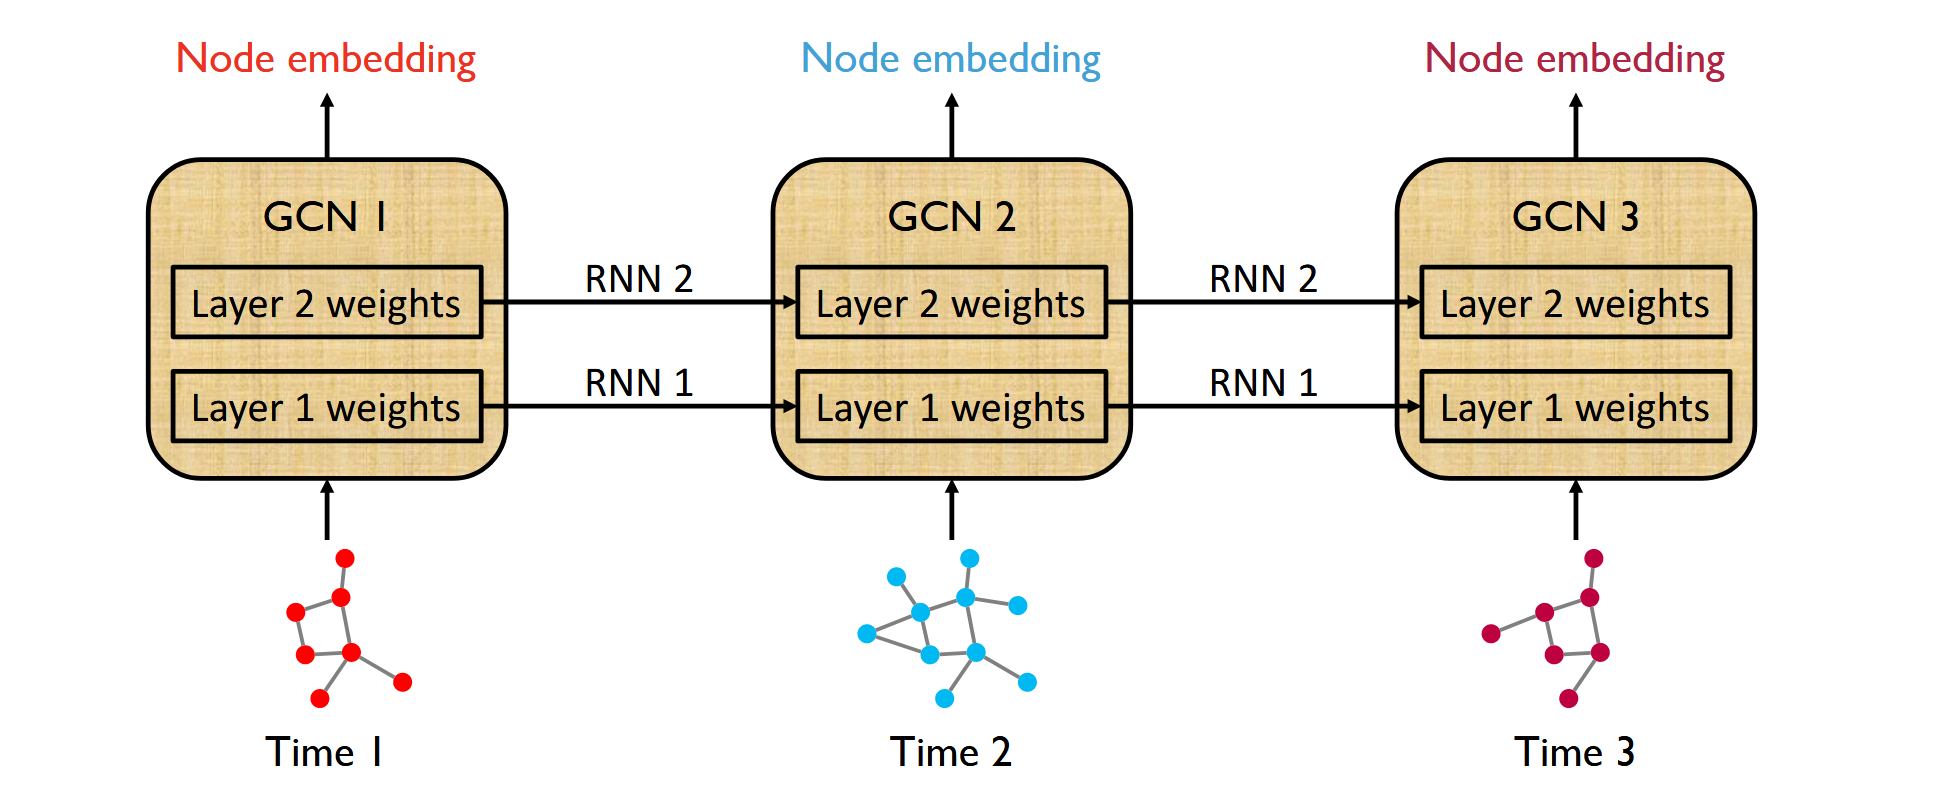 Node embedding
Node embedding
Node embedding
GCN 1
GCN 2
GCN 3
Layer 2 weights
RNN 2
Layer 2 weights
RNN 2
Layer 2 weights
Layer 1 weights
RNN 1
Layer 1 weights
RNN 1
Layer 1 weights
Time 1
Time 2
Time 3